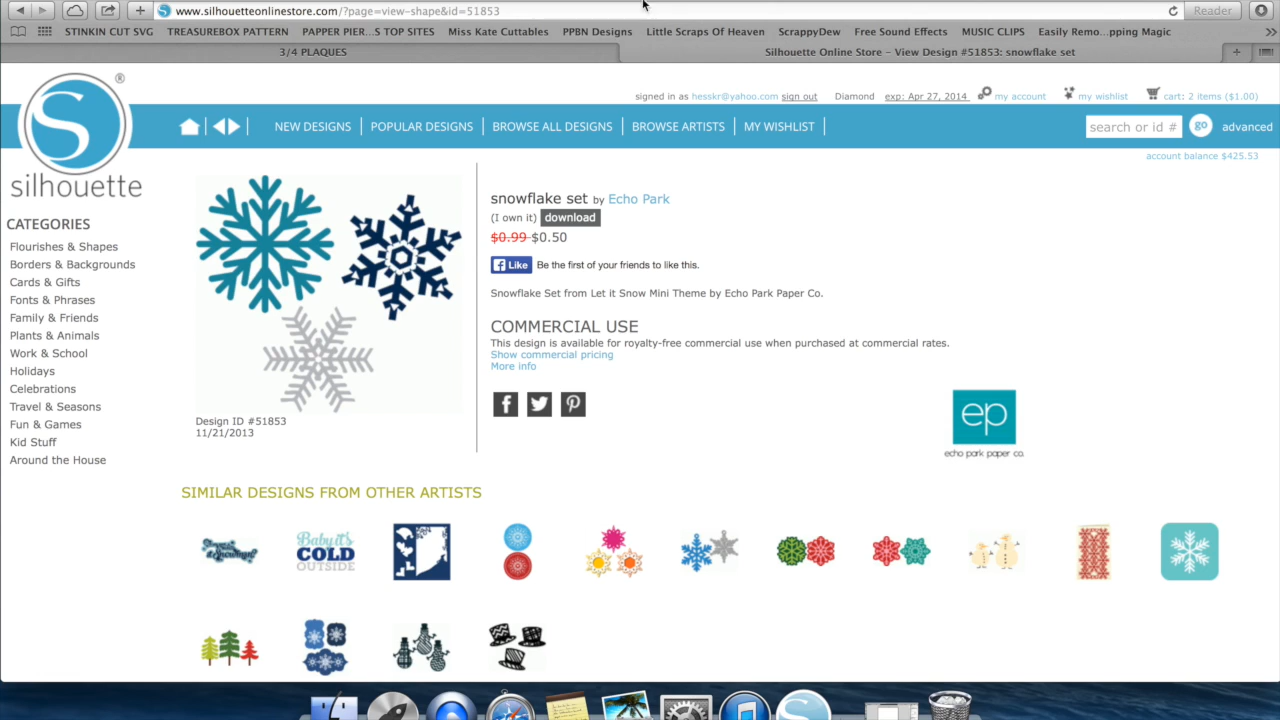 www.silhouetteonlinestore.com/?page=view-shape&id=51853
Reader
STINKIN CUT SVG
TREASUREBOX PATTERN
PAPPER PIER...S TOP SITES
Miss Kate Cuttables
PPBN Designs
Little Scraps Of Heaven
ScrappyDew
Free Sound Effects
MUSIC CLIPS
Easily Remo...pping Magic
3/4 PLAQUES
Silhouette Online Store – View Design #51853: snowflake set
S
®
silhouette
signed in as hesskr@yahoo.com sign out
Diamond
exp: Apr 27, 2014
my account
my wishlist
cart: 2 items ($1.00)
NEW DESIGNS
POPULAR DESIGNS
BROWSE ALL DESIGNS
BROWSE ARTISTS
MY WISHLIST
search or id #
go
advanced
account balance $425.53
CATEGORIES
Flourishes & Shapes
Borders & Backgrounds
Cards & Gifts
Fonts & Phrases
Family & Friends
Plants & Animals
Work & School
Holidays
Celebrations
Travel & Seasons
Fun & Games
Kid Stuff
Around the House
Design ID #51853
11/21/2013
snowflake set by Echo Park
(I own it) download
$0.99 $0.50
Like
Be the first of your friends to like this.
Snowflake Set from Let it Snow Mini Theme by Echo Park Paper Co.
COMMERCIAL USE
This design is available for royalty-free commercial use when purchased at commercial rates.
Show commercial pricing
More info
ep
echo park paper co.
SIMILAR DESIGNS FROM OTHER ARTISTS
Baby it's
COLD
OUTSIDE